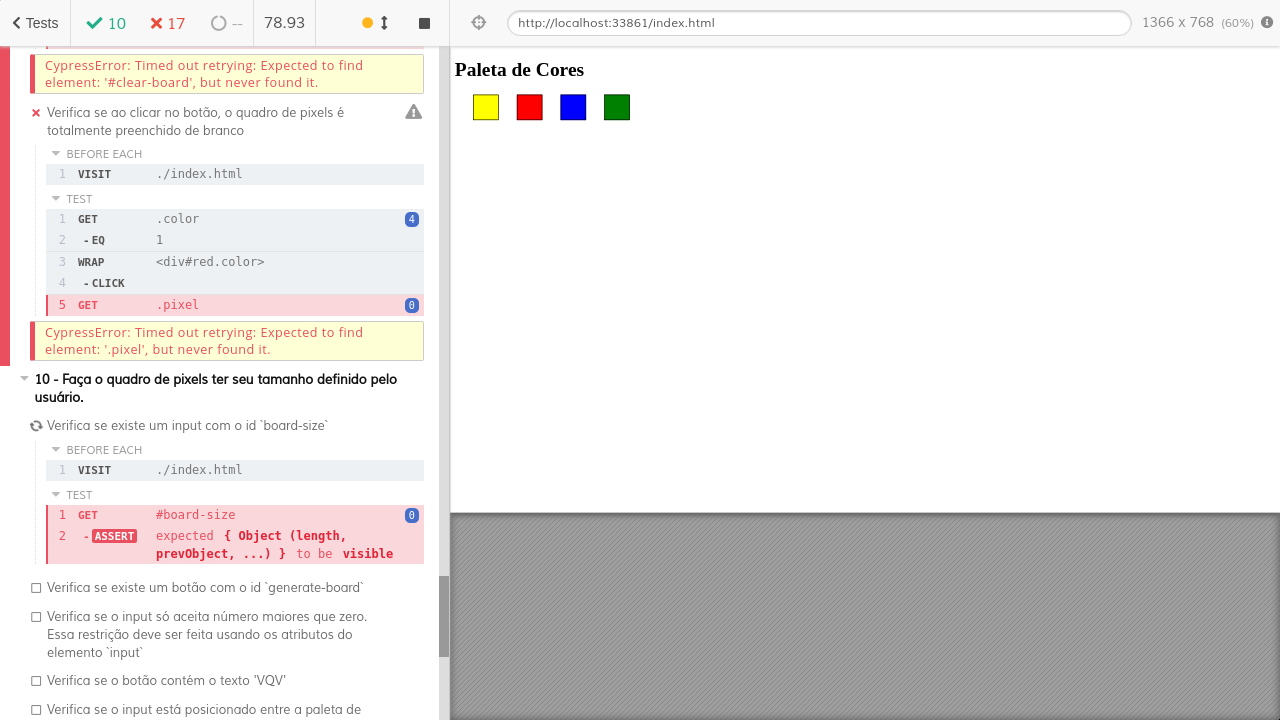 Tests 10 17 -- 78.93
http://localhost:33861/index.html 1366 x 768 (60%)
CypressError: Timed out retrying: Expected to find
element: '#clear-board', but never found it.
Verifica se ao clicar no botão, o quadro de pixels é
totalmente preenchido de branco
BEFORE EACH
1 VISIT ./index.html
TEST
1 GET .color 4
2 - EQ 1
3 WRAP <div#red.color>
4 - CLICK
5 GET .pixel 0
CypressError: Timed out retrying: Expected to find
element: '.pixel', but never found it.
10 - Faça o quadro de pixels ter seu tamanho definido pelo
usuário.
Verifica se existe um input com o id `board-size`
BEFORE EACH
1 VISIT ./index.html
TEST
1 GET #board-size 0
2 - ASSERT expected { Object (length,
prevObject, ...) } to be visible
Verifica se existe um botão com o id `generate-board`
Verifica se o input só aceita número maiores que zero.
Essa restrição deve ser feita usando os atributos do
elemento `input`
Verifica se o botão contém o texto 'VQV'
Verifica se o input está posicionado entre a paleta de
Paleta de Cores